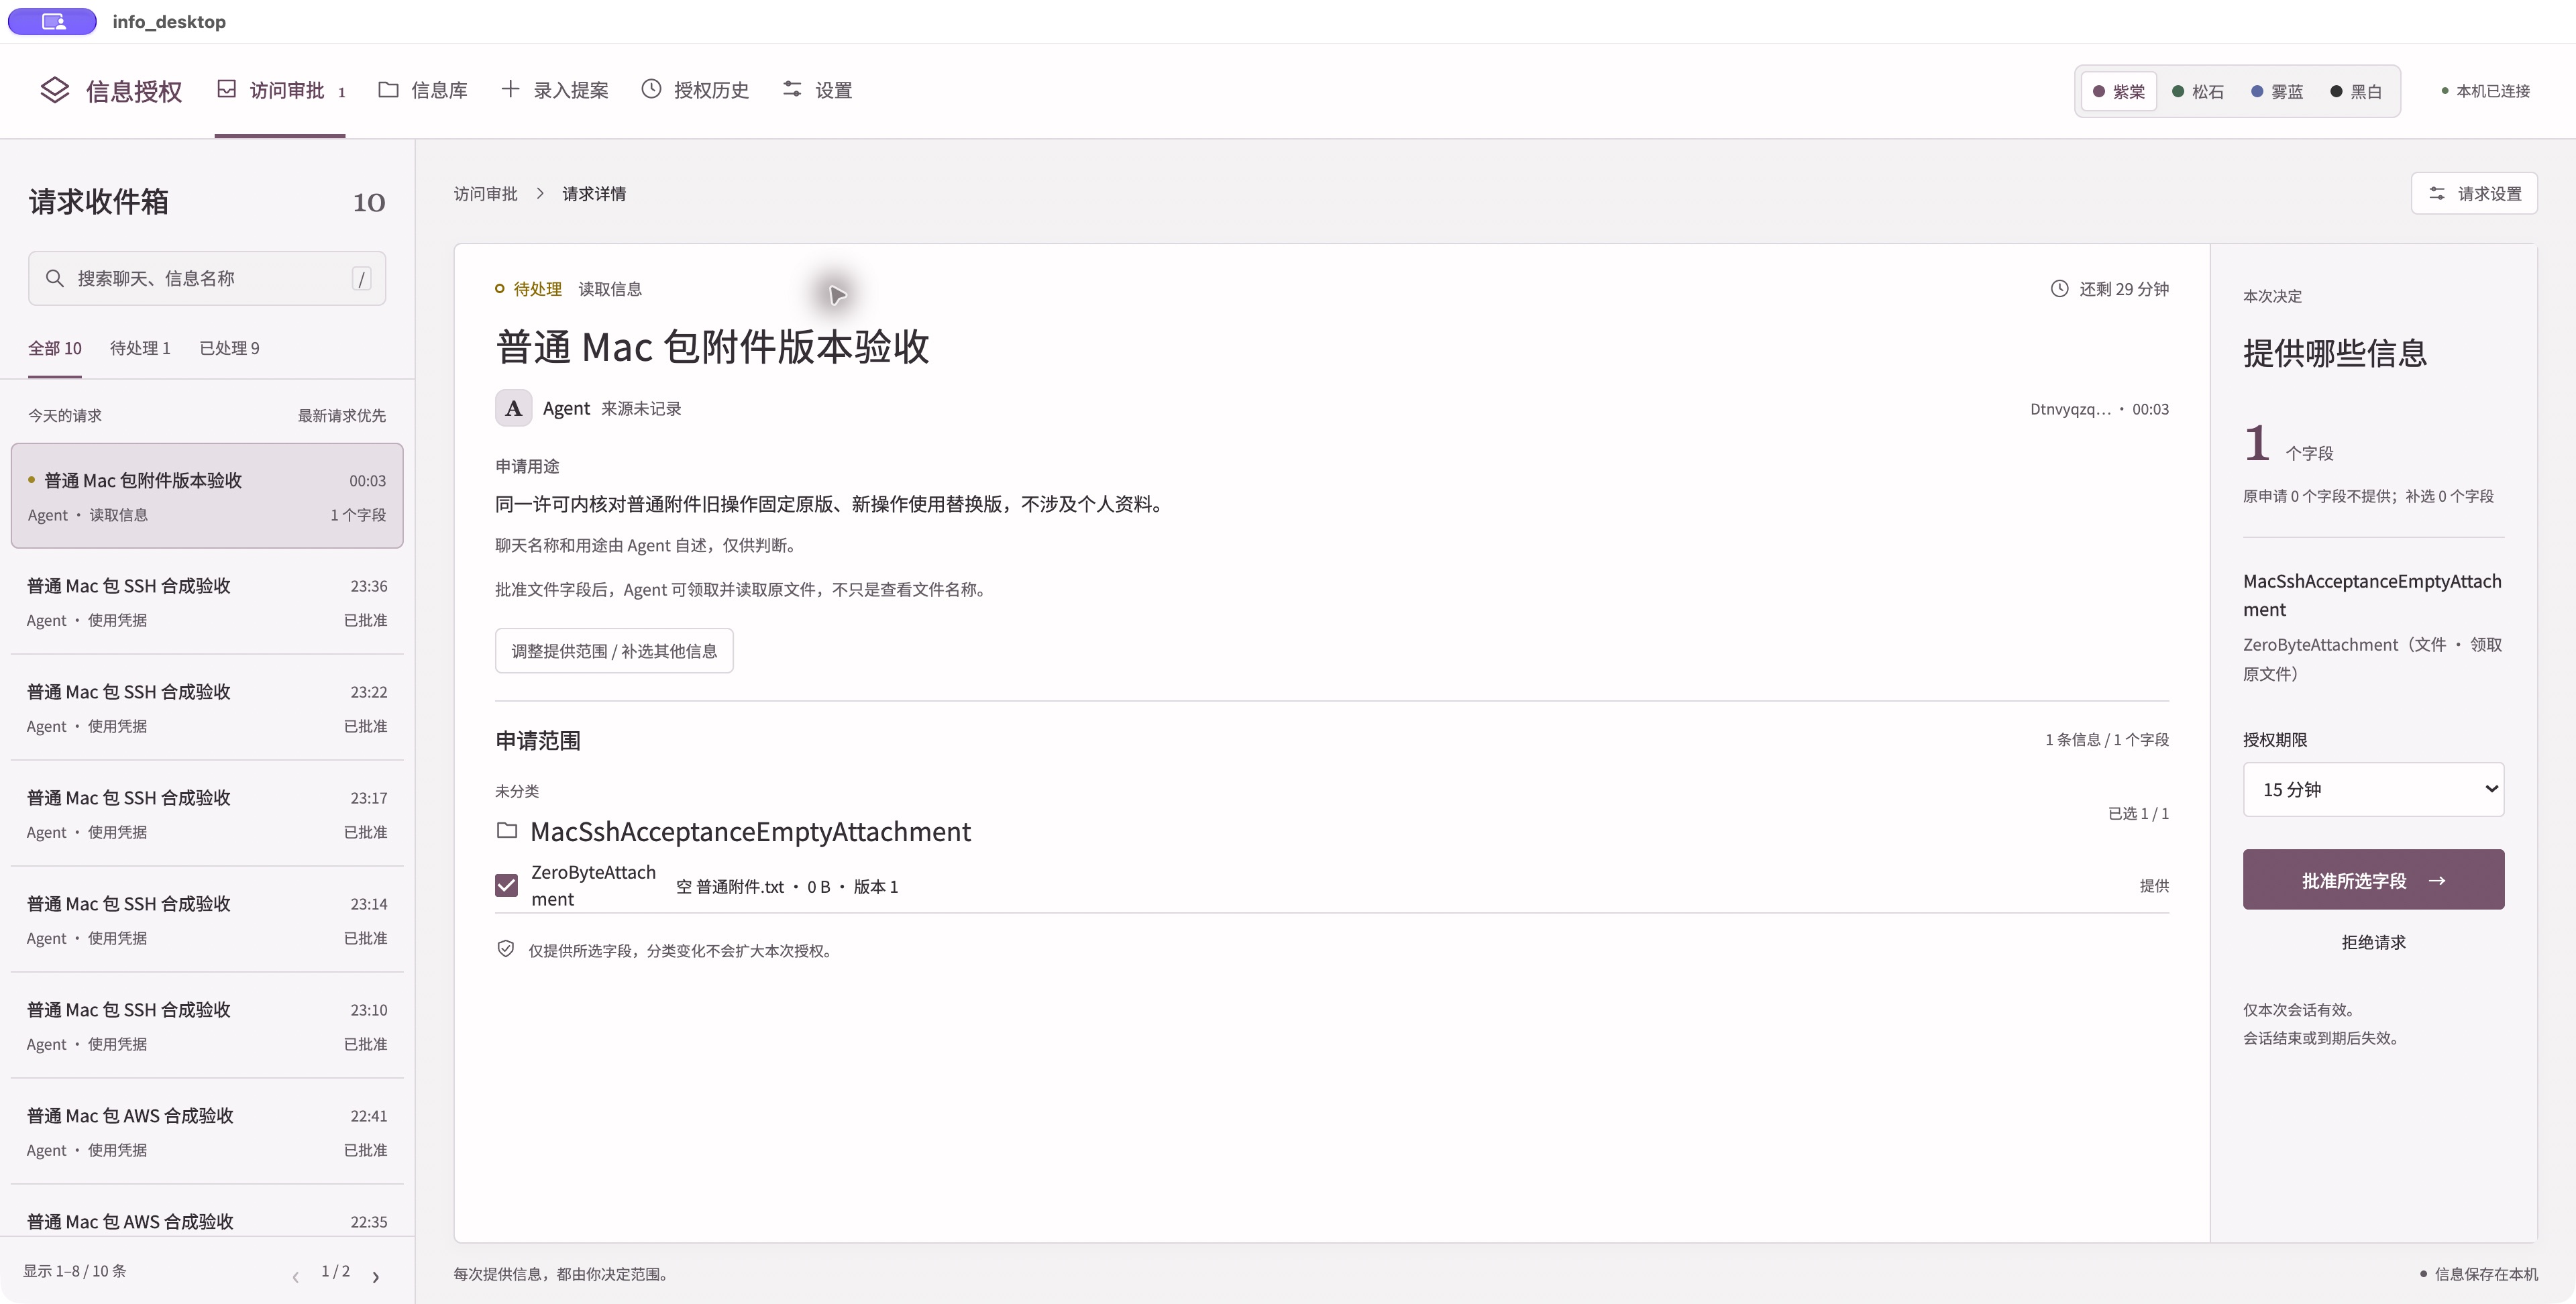 info_desktop
信息授权
访问审批 1
信息库
录入提案
授权历史
设置
紫棠
松石
雾蓝
黑白
本机已连接
请求收件箱 10
搜索聊天、信息名称 /
全部 10 待处理 1 已处理 9
今天的请求 最新请求优先
普通 Mac 包附件版本验收 00:03
Agent · 读取信息 1 个字段
普通 Mac 包 SSH 合成验收 23:36
Agent · 使用凭据 已批准
普通 Mac 包 SSH 合成验收 23:22
Agent · 使用凭据 已批准
普通 Mac 包 SSH 合成验收 23:17
Agent · 使用凭据 已批准
普通 Mac 包 SSH 合成验收 23:14
Agent · 使用凭据 已批准
普通 Mac 包 SSH 合成验收 23:10
Agent · 使用凭据 已批准
普通 Mac 包 AWS 合成验收 22:41
Agent · 使用凭据 已批准
普通 Mac 包 AWS 合成验收 22:35
显示 1–8 / 10 条 ‹ 1 / 2 ›
访问审批 > 请求详情
请求设置
待处理 读取信息 还剩 29 分钟
普通 Mac 包附件版本验收
A Agent 来源未记录 Dtnvyqzq… · 00:03
申请用途
同一许可内核对普通附件旧操作固定原版、新操作使用替换版，不涉及个人资料。
聊天名称和用途由 Agent 自述，仅供判断。
批准文件字段后，Agent 可领取并读取原文件，不只是查看文件名称。
调整提供范围 / 补选其他信息
申请范围 1 条信息 / 1 个字段
未分类
MacSshAcceptanceEmptyAttachment 已选 1 / 1
ZeroByteAttach
ment
空 普通附件.txt · 0 B · 版本 1 提供
仅提供所选字段，分类变化不会扩大本次授权。
本次决定
提供哪些信息
1 个字段
原申请 0 个字段不提供；补选 0 个字段
MacSshAcceptanceEmptyAttach
ment
ZeroByteAttachment（文件 · 领取
原文件）
授权期限
15 分钟
批准所选字段 →
拒绝请求
仅本次会话有效。
会话结束或到期后失效。
每次提供信息，都由你决定范围。
信息保存在本机